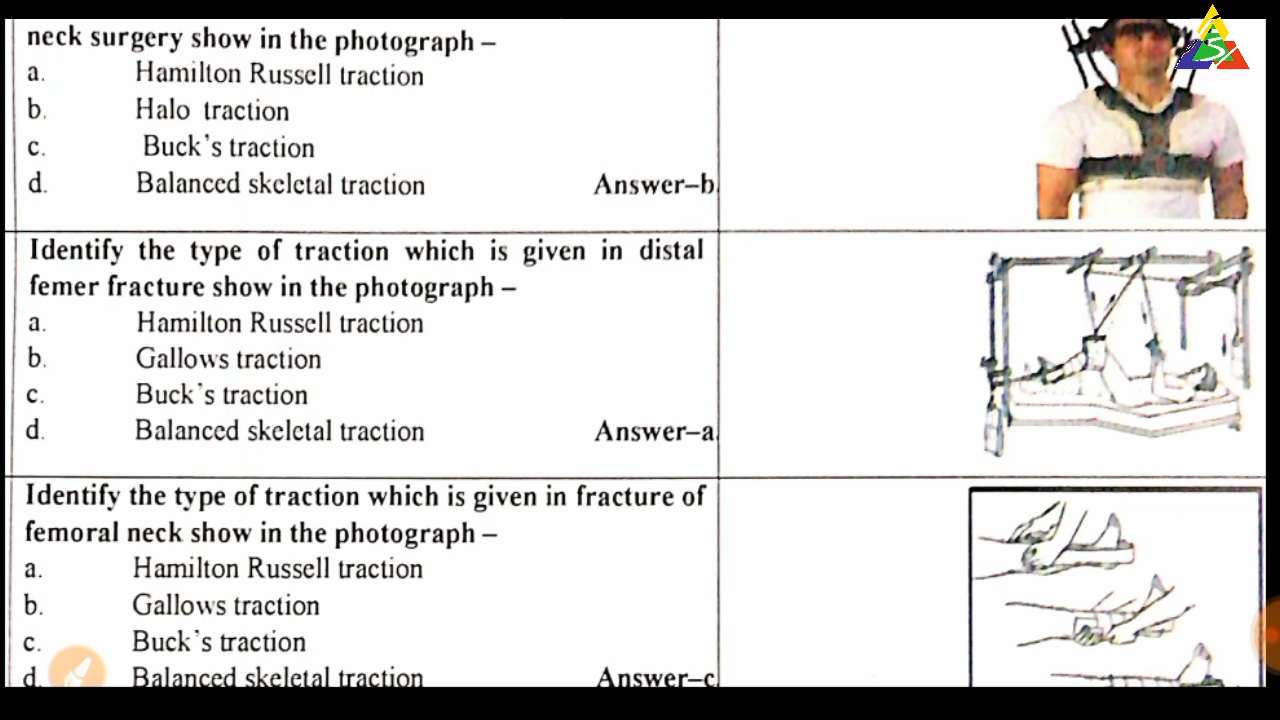 neck surgery show in the photograph –
a. Hamilton Russell traction
b. Halo traction
c. Buck's traction
d. Balanced skeletal traction Answer–b
Identify the type of traction which is given in distal
femer fracture show in the photograph –
a. Hamilton Russell traction
b. Gallows traction
c. Buck's traction
d. Balanced skeletal traction Answer–a
Identify the type of traction which is given in fracture of
femoral neck show in the photograph –
a. Hamilton Russell traction
b. Gallows traction
c. Buck's traction
d. Balanced skeletal traction Answer–c